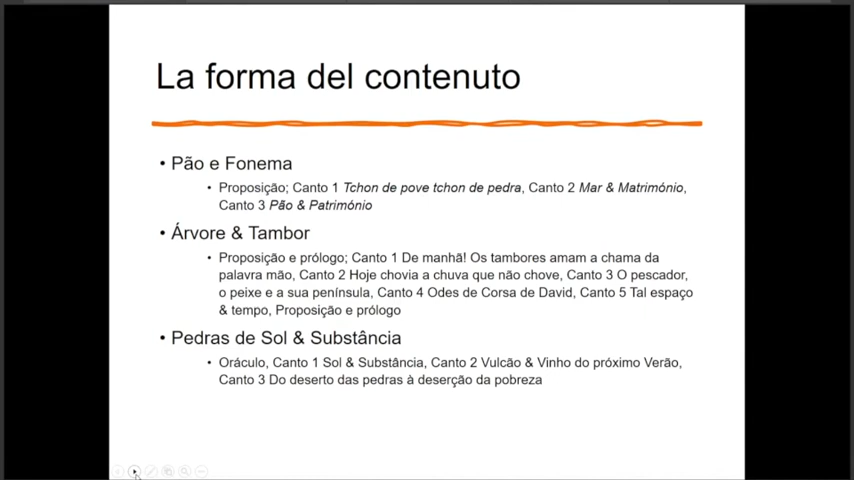 La forma del contenuto
• Pão e Fonema
• Proposição; Canto 1 Tchon de pove tchon de pedra, Canto 2 Mar & Matrimónio,
Canto 3 Pão & Património
• Árvore & Tambor
• Proposição e prólogo; Canto 1 De manhã! Os tambores amam a chama da
palavra mão, Canto 2 Hoje chovia a chuva que não chove, Canto 3 O pescador,
o peixe e a sua península, Canto 4 Odes de Corsa de David, Canto 5 Tal espaço
& tempo, Proposição e prólogo
• Pedras de Sol & Substância
• Oráculo, Canto 1 Sol & Substância, Canto 2 Vulcão & Vinho do próximo Verão,
Canto 3 Do deserto das pedras à deserção da pobreza